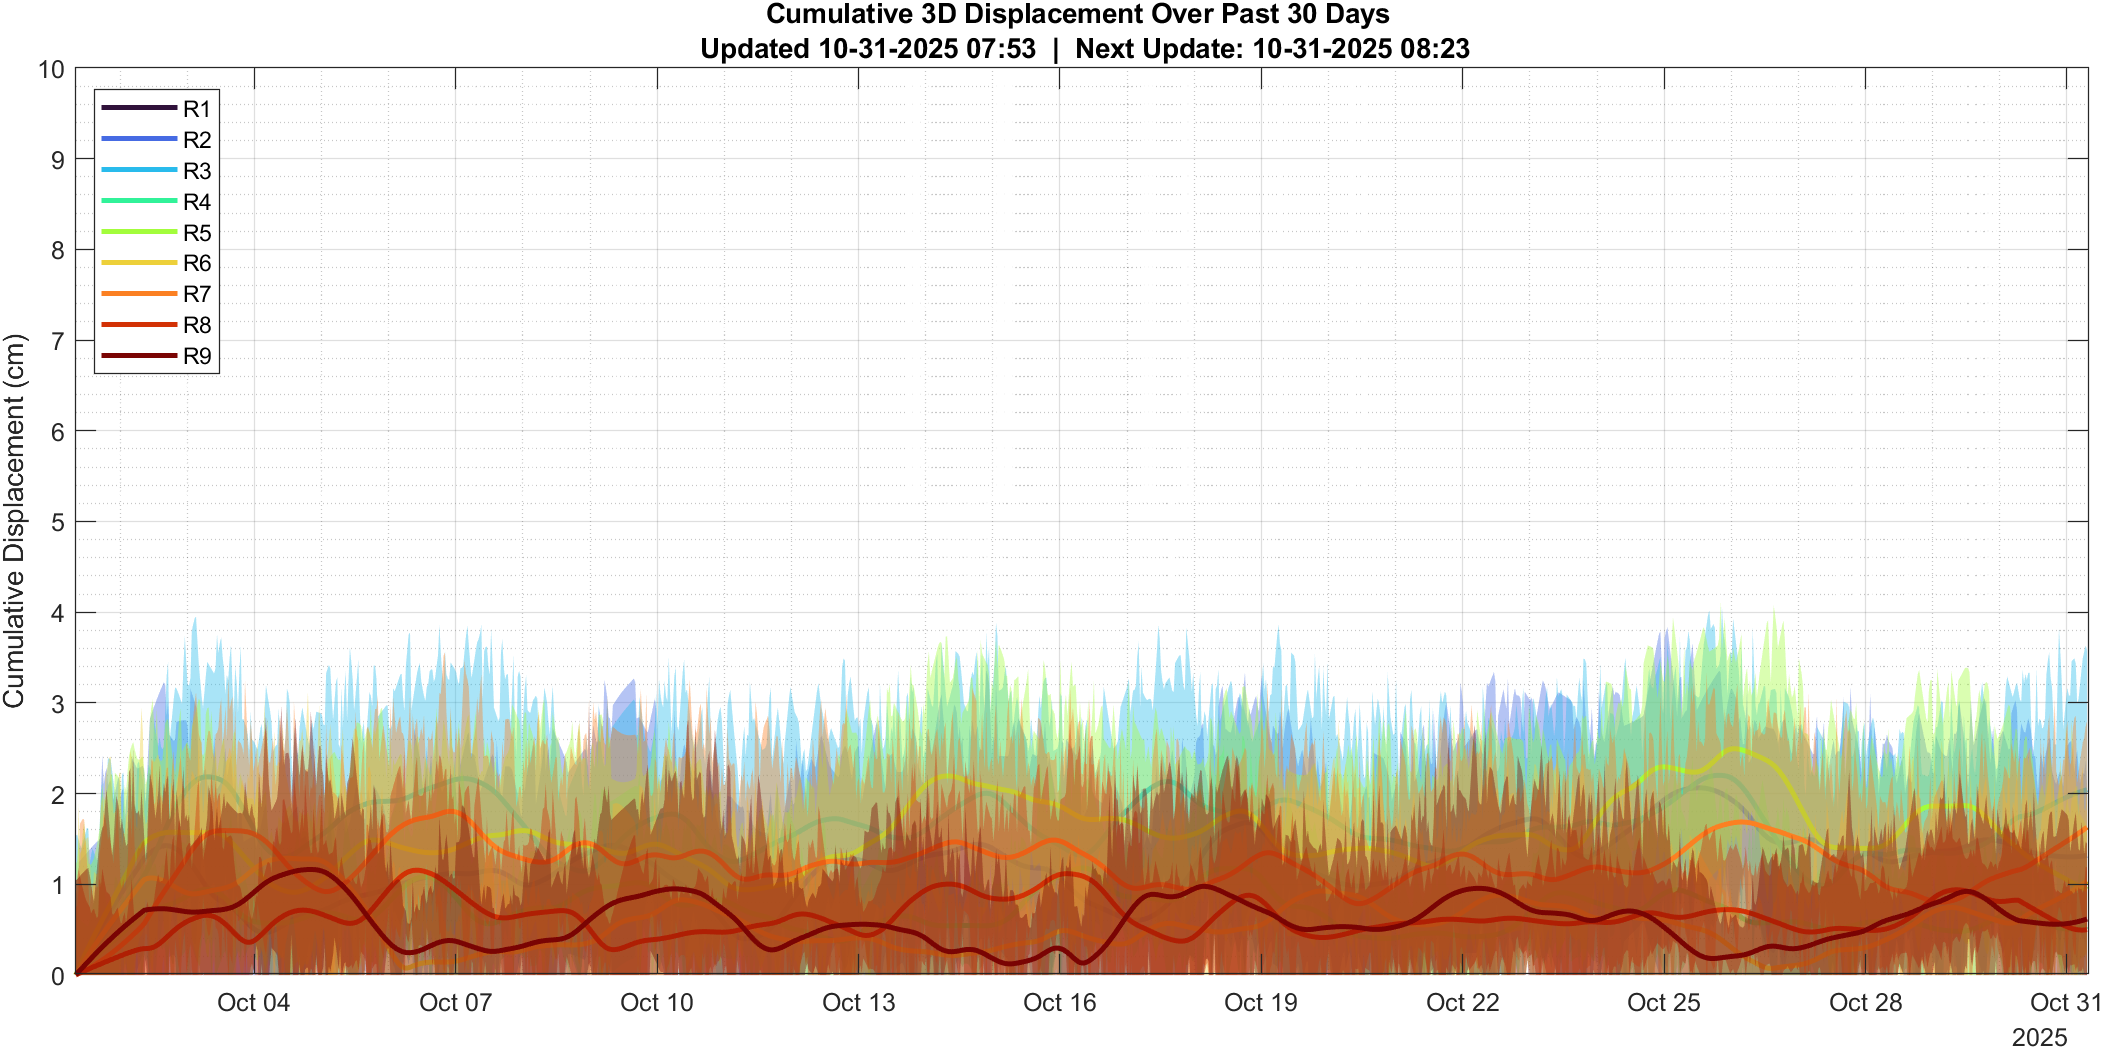 Cumulative 3D Displacement Over Past 30 Days
Updated 10-31-2025 07:53 | Next Update: 10-31-2025 08:23
Cumulative Displacement (cm)
10
9
8
7
6
5
4
3
2
1
0
R1
R2
R3
R4
R5
R6
R7
R8
R9
Oct 04 Oct 07 Oct 10 Oct 13 Oct 16 Oct 19 Oct 22 Oct 25 Oct 28 Oct 31
2025